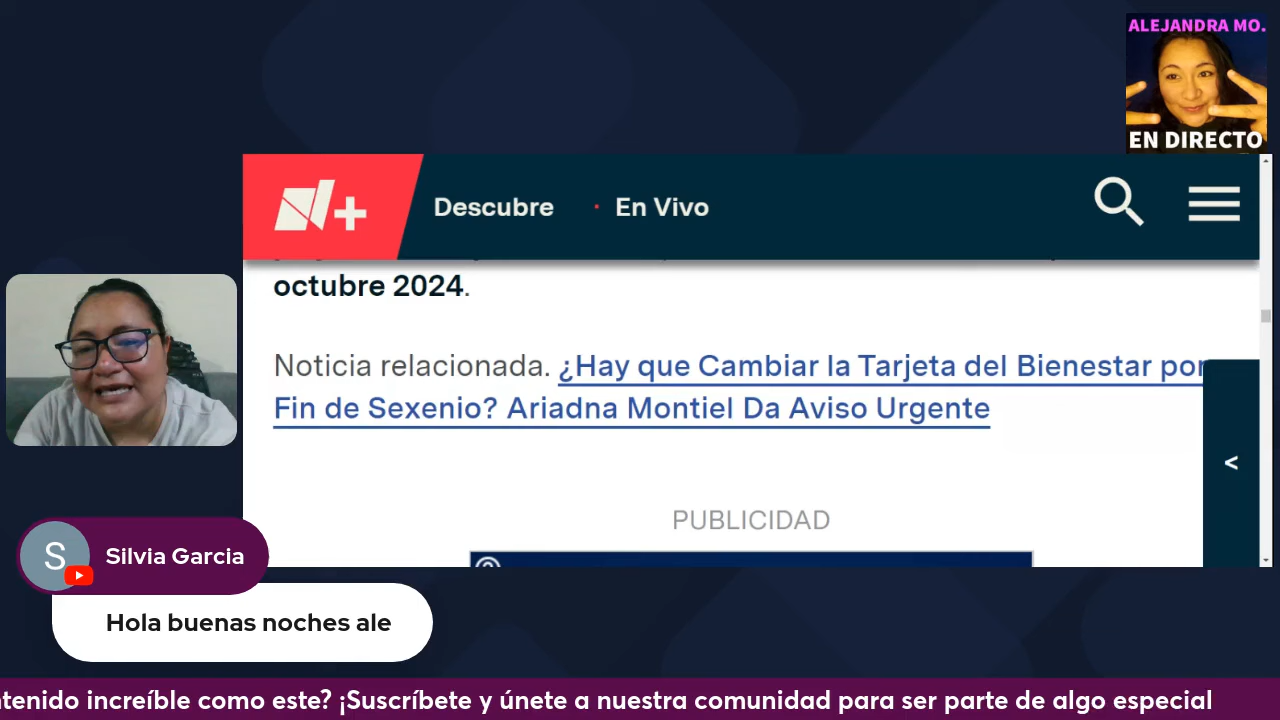 ALEJANDRA MO.
EN DIRECTO
N+
Descubre
En Vivo
octubre 2024.
Noticia relacionada. ¿Hay que Cambiar la Tarjeta del Bienestar por
Fin de Sexenio? Ariadna Montiel Da Aviso Urgente
<
PUBLICIDAD
S
Silvia Garcia
Hola buenas noches ale
ntenido increíble como este? ¡Suscríbete y únete a nuestra comunidad para ser parte de algo especial